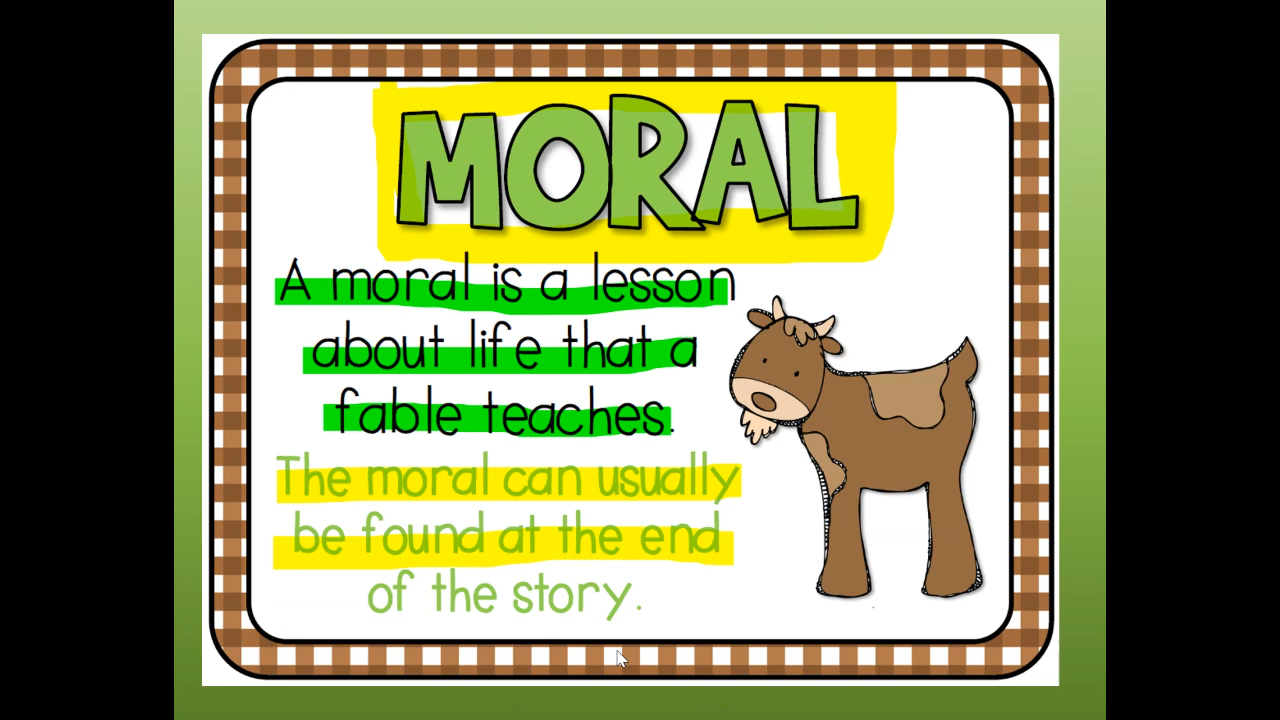 MORAL
A moral is a lesson
about life that a
fable teaches.
The moral can usually
be found at the end
of the story.